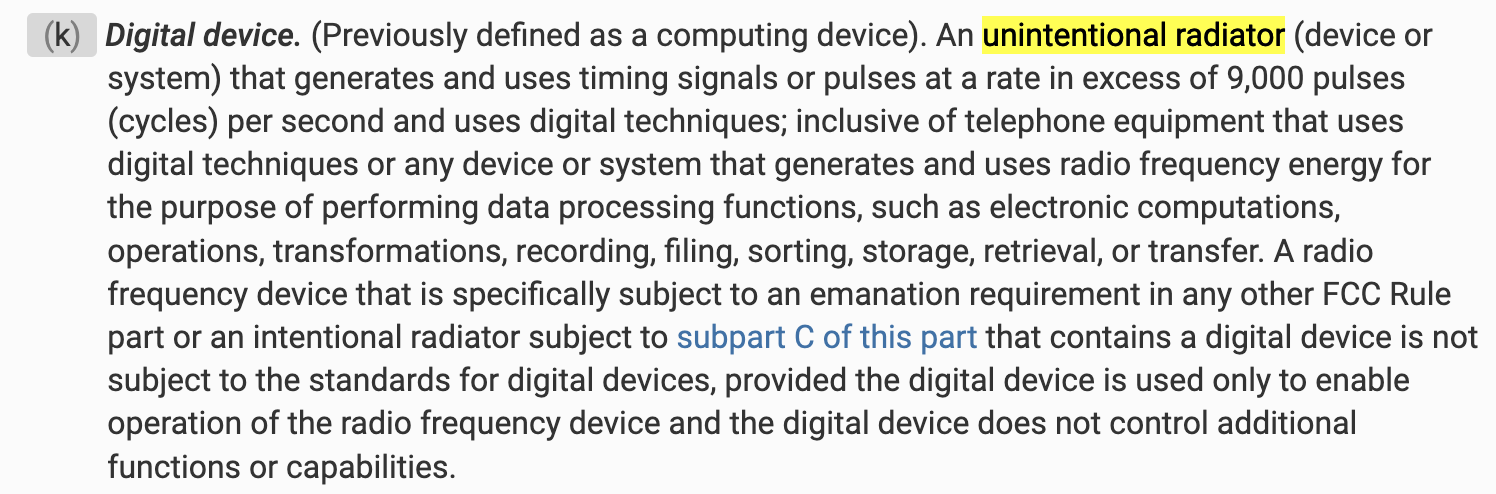 (k) Digital device. (Previously defined as a computing device). An unintentional radiator (device or
system) that generates and uses timing signals or pulses at a rate in excess of 9,000 pulses
(cycles) per second and uses digital techniques; inclusive of telephone equipment that uses
digital techniques or any device or system that generates and uses radio frequency energy for
the purpose of performing data processing functions, such as electronic computations,
operations, transformations, recording, filing, sorting, storage, retrieval, or transfer. A radio
frequency device that is specifically subject to an emanation requirement in any other FCC Rule
part or an intentional radiator subject to subpart C of this part that contains a digital device is not
subject to the standards for digital devices, provided the digital device is used only to enable
operation of the radio frequency device and the digital device does not control additional
functions or capabilities.